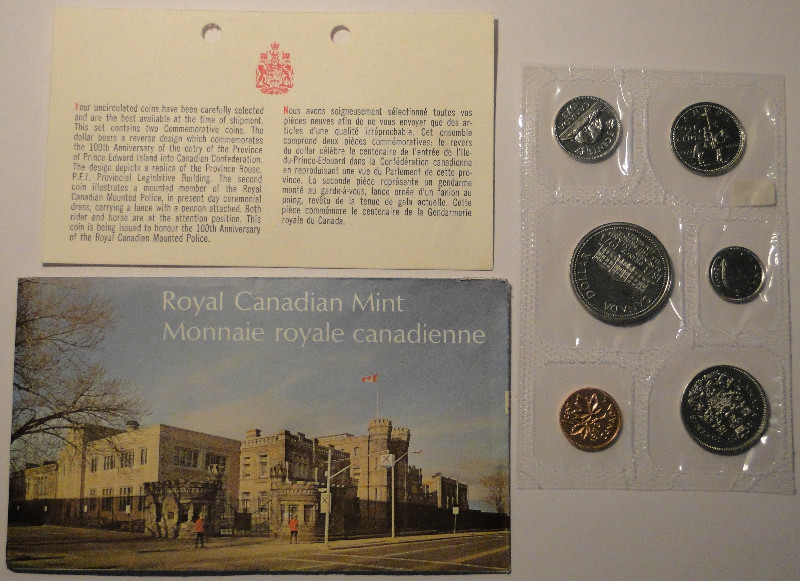 Your uncirculated coins have been carefully selected
and are the best available at the time of shipment.
This set contains two Commemorative coins. The
dollar beers a reverse design which commemorates
the 100th Anniversary of the entry of the Province
of Prince Edward Island into Canadian Confederation.
The design depicts a replica of the Province House,
P.E.I. Provincial Legislative Building. The second
coin illustrates a mounted member of the Royal
Canadian Mounted Police, in present day ceremonial
dress, carrying a lance with a pennon attached. Both
rider and horse are at the attention position. This
coin is being issued to honour the 100th Anniversary
of the Royal Canadian Mounted Police.
Nous avons soigneusement sélectionné toutes vos
pièces neuves afin de ne vous envoyer que des ar-
ticles d'une qualité irréprochable. Cet ensemble
comprend deux pièces commémoratives: le revers
du dollar célèbre le centenaire de l'entrée de l'Ile-
du-Prince-Edouard dans la Confédération canadienne
en reproduisant une vue du Parlement de cette pro-
vince. La seconde pièce représente un gendarme
monté au garde-à-vous, lance ornée d'un fanion au
poing, revêtu de la tenue de gala actuelle. Cette
pièce commémore le centenaire de la Gendarmerie
royale du Canada.
Royal Canadian Mint
Monnaie royale canadienne
CANADA DOLLAR